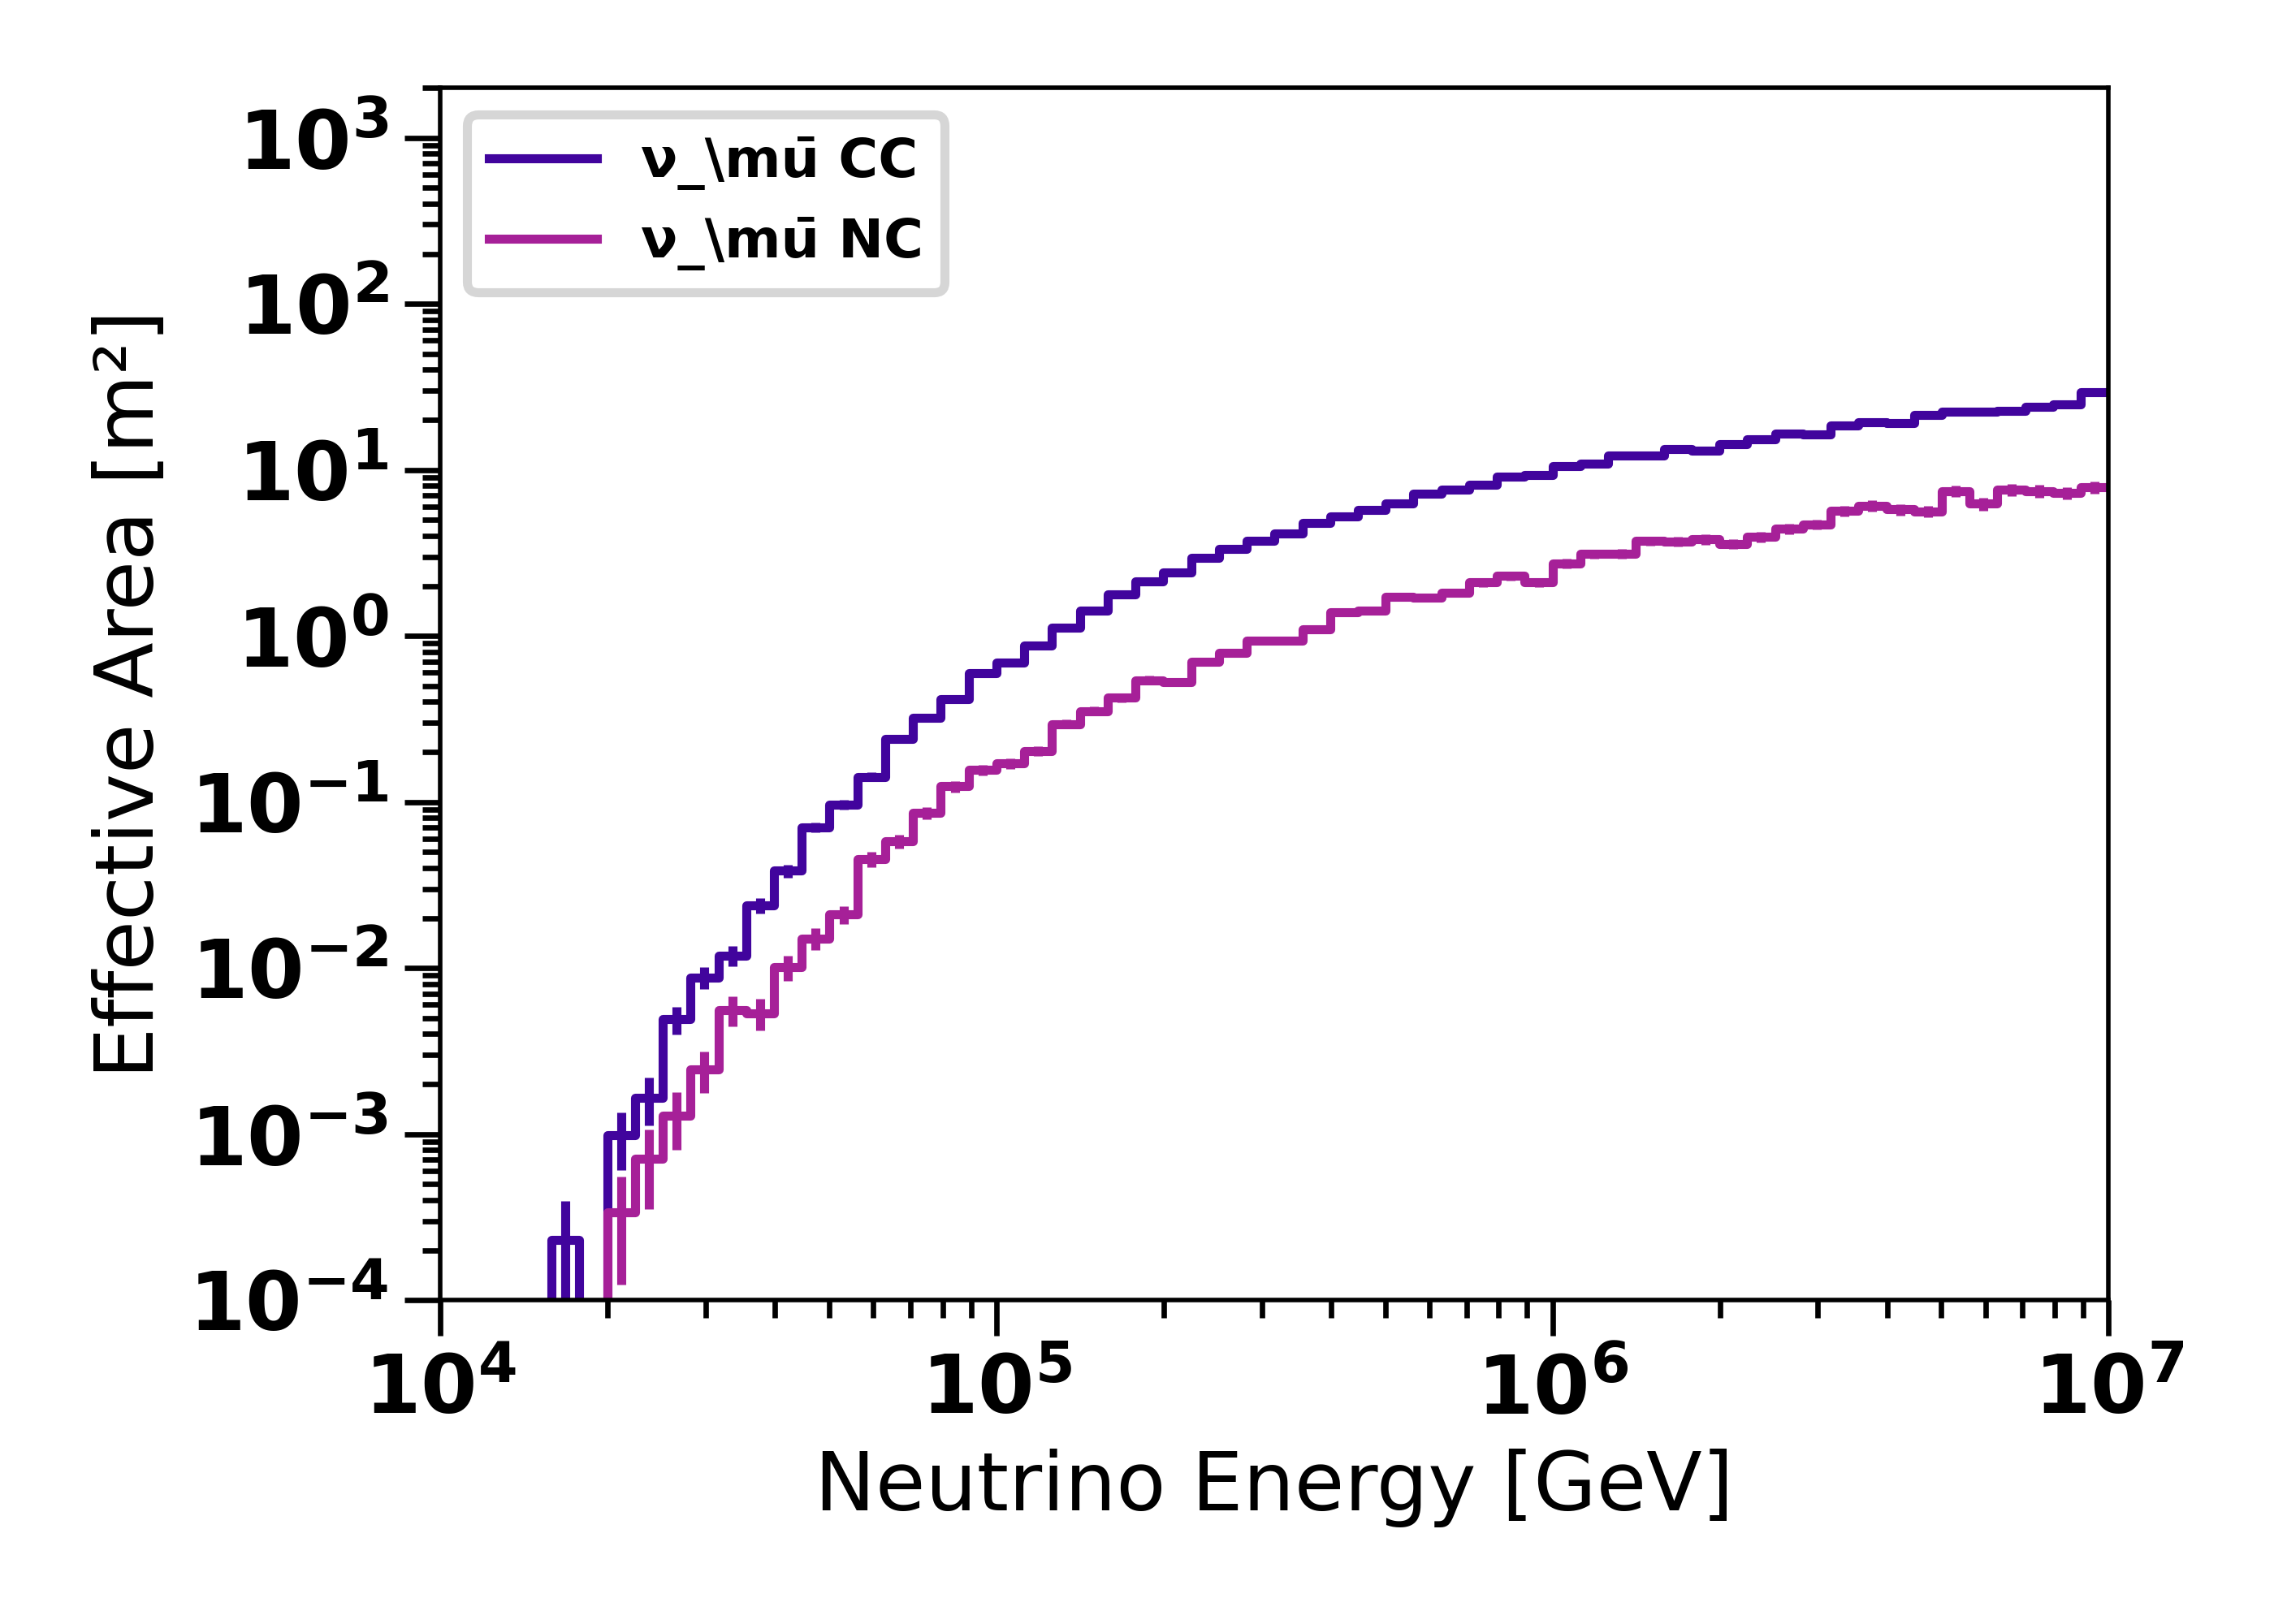 ν_\mū CC
ν_\mū NC
10³
10²
10¹
10⁰
10⁻¹
10⁻²
10⁻³
10⁻⁴
Effective Area [m²]
10⁴ 10⁵ 10⁶ 10⁷
Neutrino Energy [GeV]